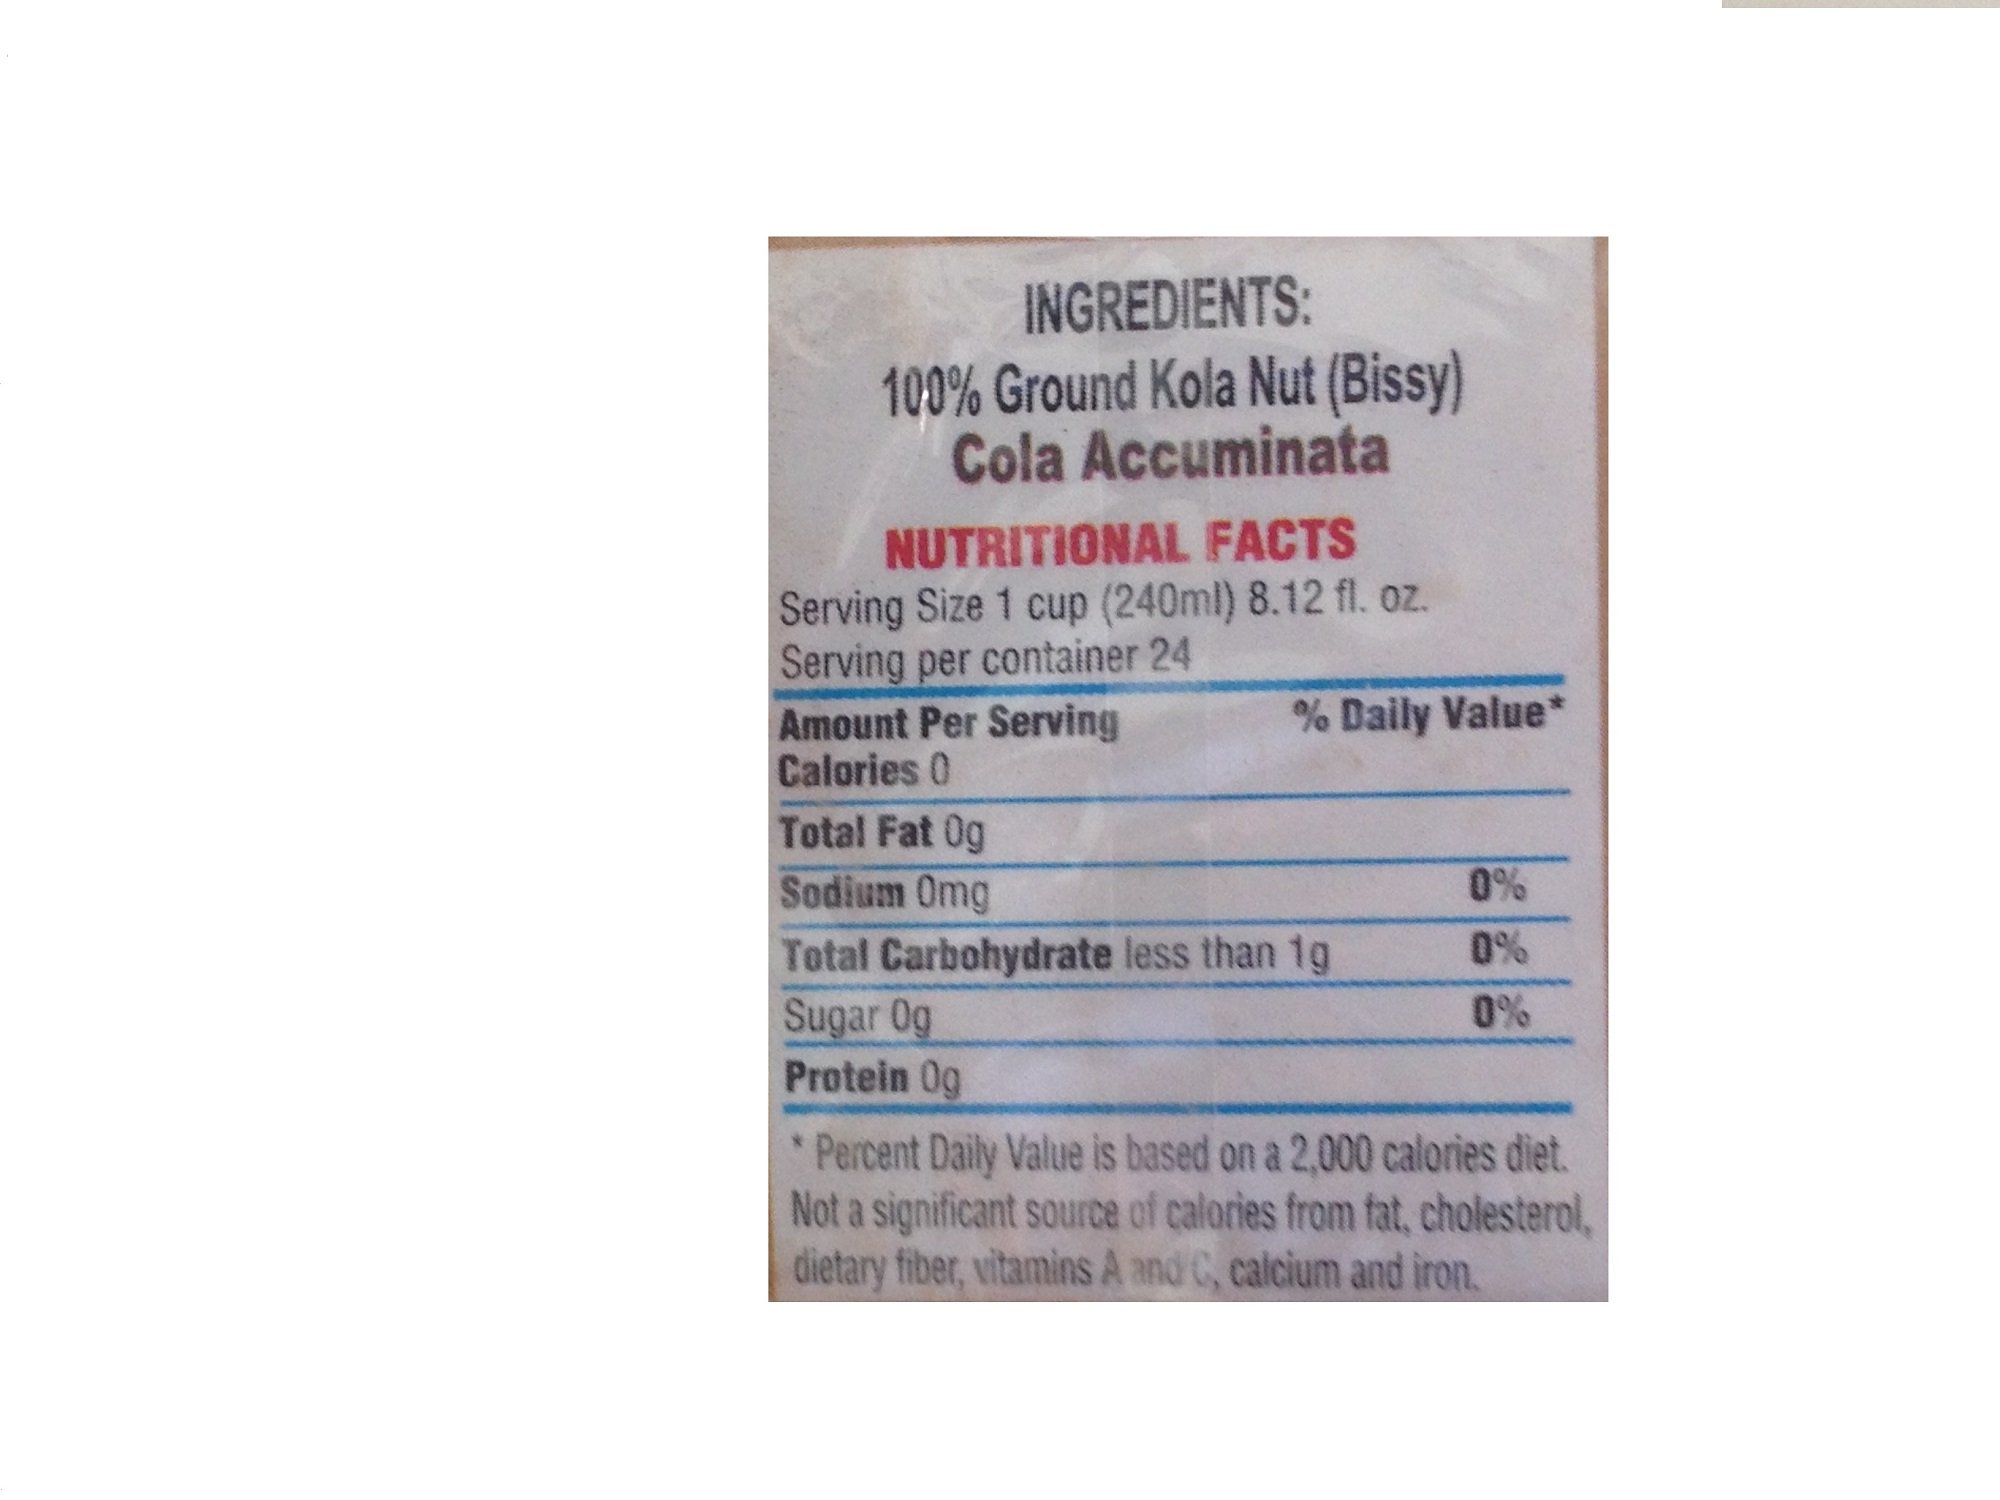 INGREDIENTS:
100% Ground Kola Nut (Bissy)
Cola Accuminata
NUTRITIONAL FACTS
Serving Size 1 cup (240ml) 8.12 fl. oz.
Serving per container 24
Amount Per Serving % Daily Value*
Calories 0
Total Fat 0g
Sodium 0mg 0%
Total Carbohydrate less than 1g 0%
Sugar 0g 0%
Protein 0g
* Percent Daily Value is based on a 2,000 calories diet.
Not a significant source of calories from fat, cholesterol,
dietary fiber, vitamins A and C, calcium and iron.